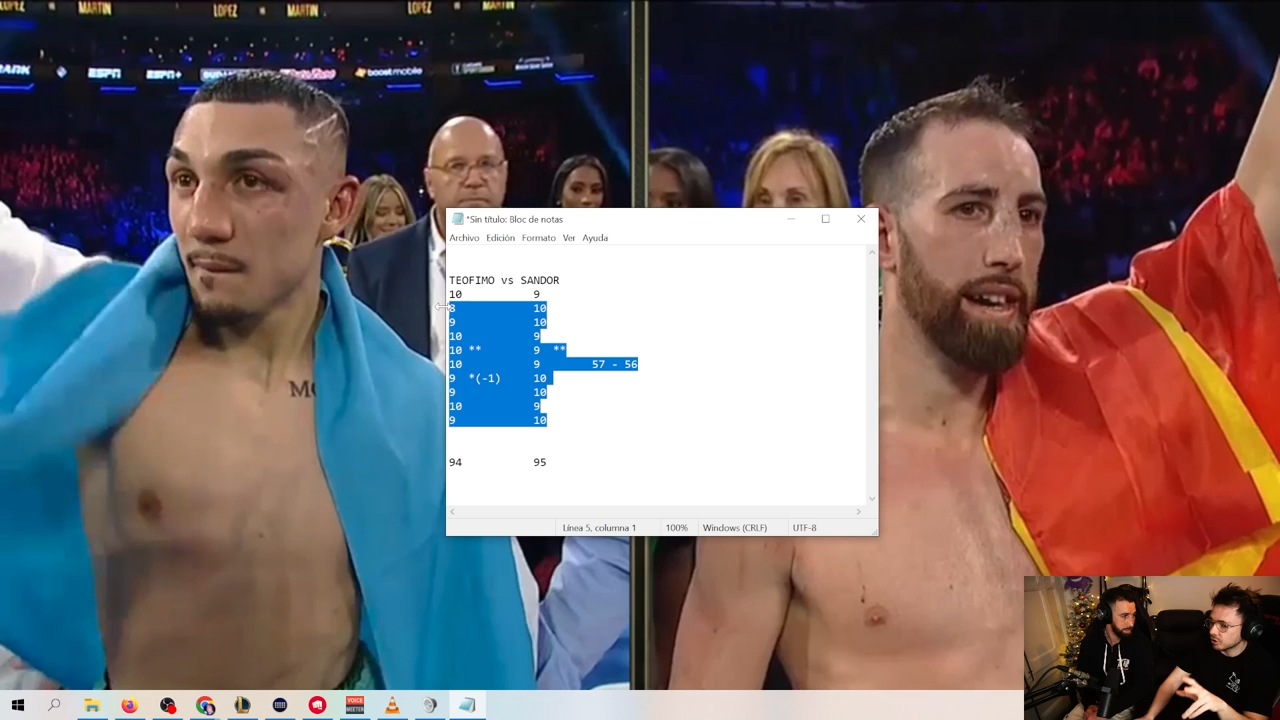 LOPEZ MARTIN LOPEZ MARTIN
ESPN ESPN+ boost mobile
*Sin título: Bloc de notas
Archivo Edición Formato Ver Ayuda
TEOFIMO vs SANDOR
10 9
8 10
9 10
10 9
10 ** 9 **
10 9 57 - 56
9 *(-1) 10
9 10
10 9
9 10
94 95
MC
Línea 5, columna 1 100% Windows (CRLF) UTF-8
VOICE
MEETER